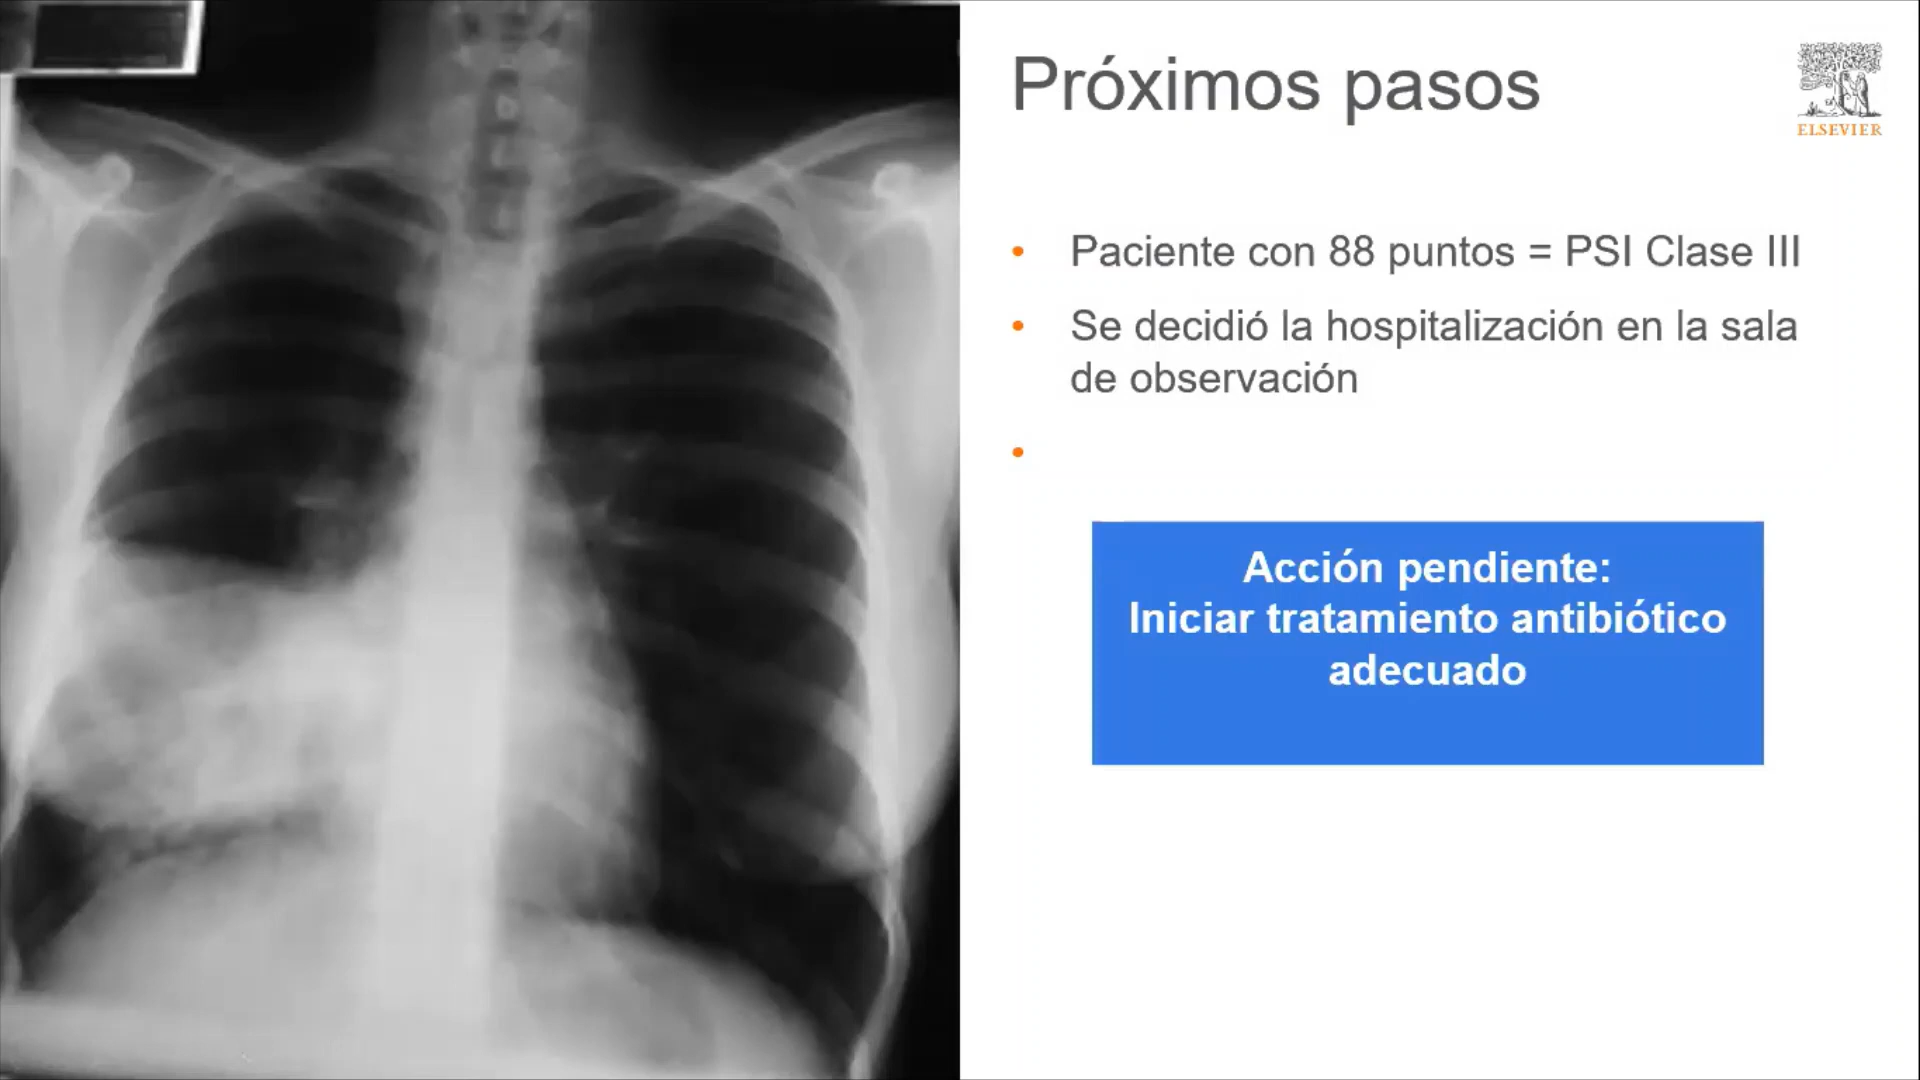 Próximos pasos
ELSEVIER
• Paciente con 88 puntos = PSI Clase III
• Se decidió la hospitalización en la sala
de observación
•
Acción pendiente:
Iniciar tratamiento antibiótico
adecuado